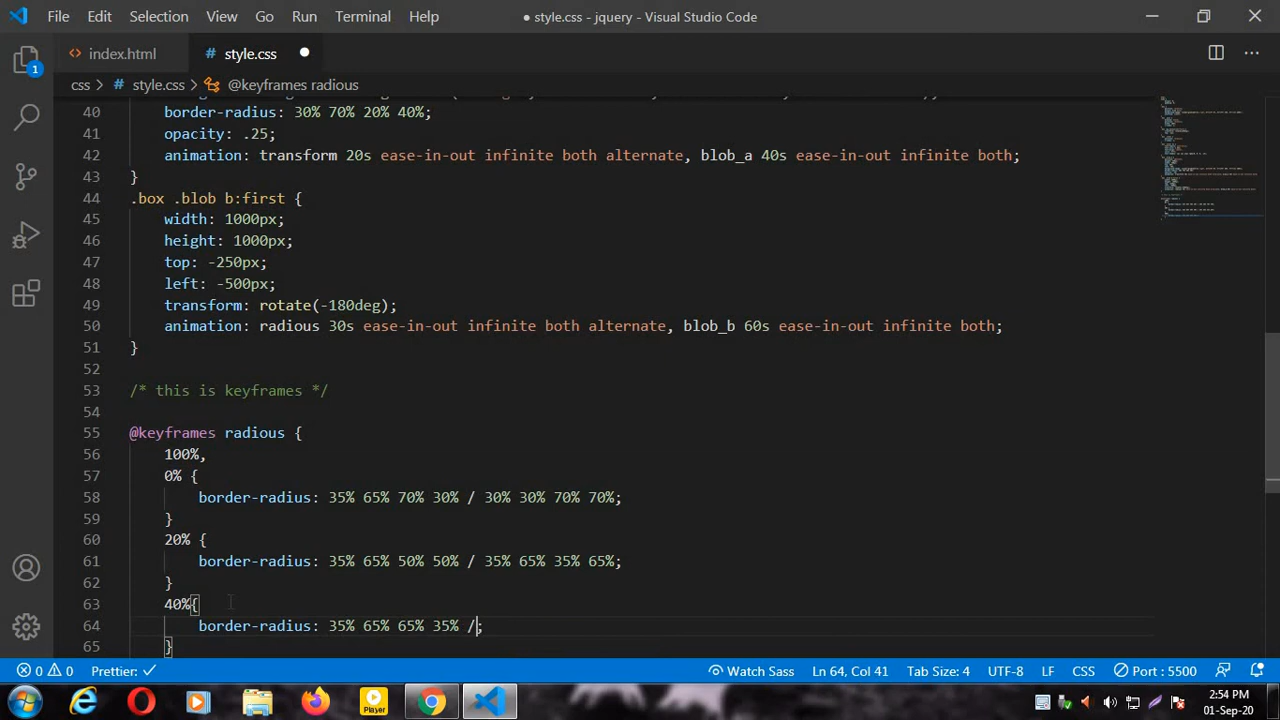 File Edit Selection View Go Run Terminal Help
● style.css - jquery - Visual Studio Code
index.html
# style.css ●
css > # style.css > @keyframes radious
40 border-radius: 30% 70% 20% 40%;
41 opacity: .25;
42 animation: transform 20s ease-in-out infinite both alternate, blob_a 40s ease-in-out infinite both;
43 }
44 .box .blob b:first {
45 width: 1000px;
46 height: 1000px;
47 top: -250px;
48 left: -500px;
49 transform: rotate(-180deg);
50 animation: radious 30s ease-in-out infinite both alternate, blob_b 60s ease-in-out infinite both;
51 }
52
53 /* this is keyframes */
54
55 @keyframes radious {
56 100%,
57 0% {
58 border-radius: 35% 65% 70% 30% / 30% 30% 70% 70%;
59 }
60 20% {
61 border-radius: 35% 65% 50% 50% / 35% 65% 35% 65%;
62 }
63 40%{
64 border-radius: 35% 65% 65% 35% /;
65 }
1
0 0 Prettier: ✓ Watch Sass Ln 64, Col 41 Tab Size: 4 UTF-8 LF CSS Port : 5500
Player
2:54 PM
01-Sep-20